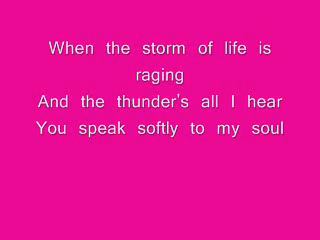 When the storm of life is
raging
And the thunder's all I hear
You speak softly to my soul